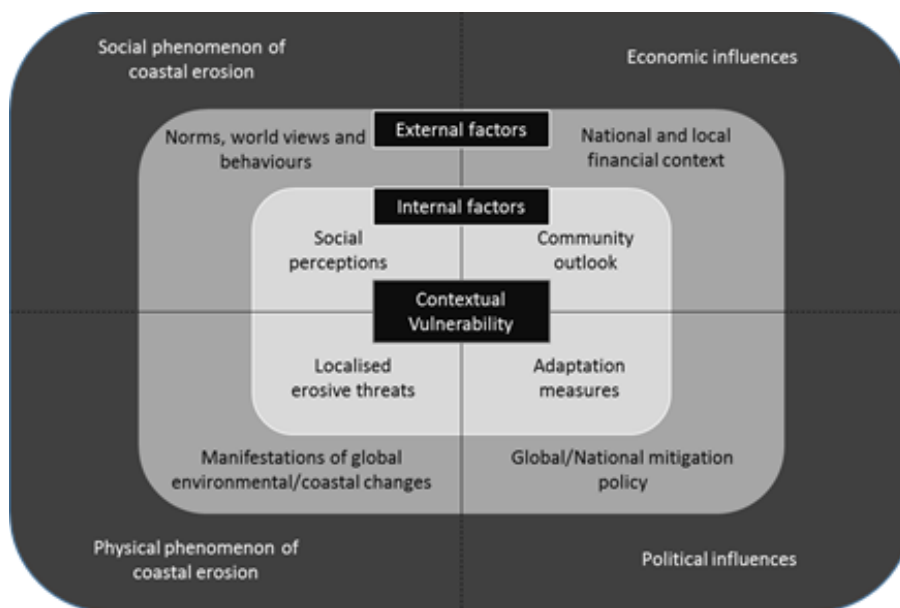 Social phenomenon of
coastal erosion
Economic influences
External factors
Norms, world views and
behaviours
National and local
financial context
Internal factors
Social
perceptions
Community
outlook
Contextual
Vulnerability
Localised
erosive threats
Adaptation
measures
Manifestations of global
environmental/coastal changes
Global/National mitigation
policy
Physical phenomenon of
coastal erosion
Political influences